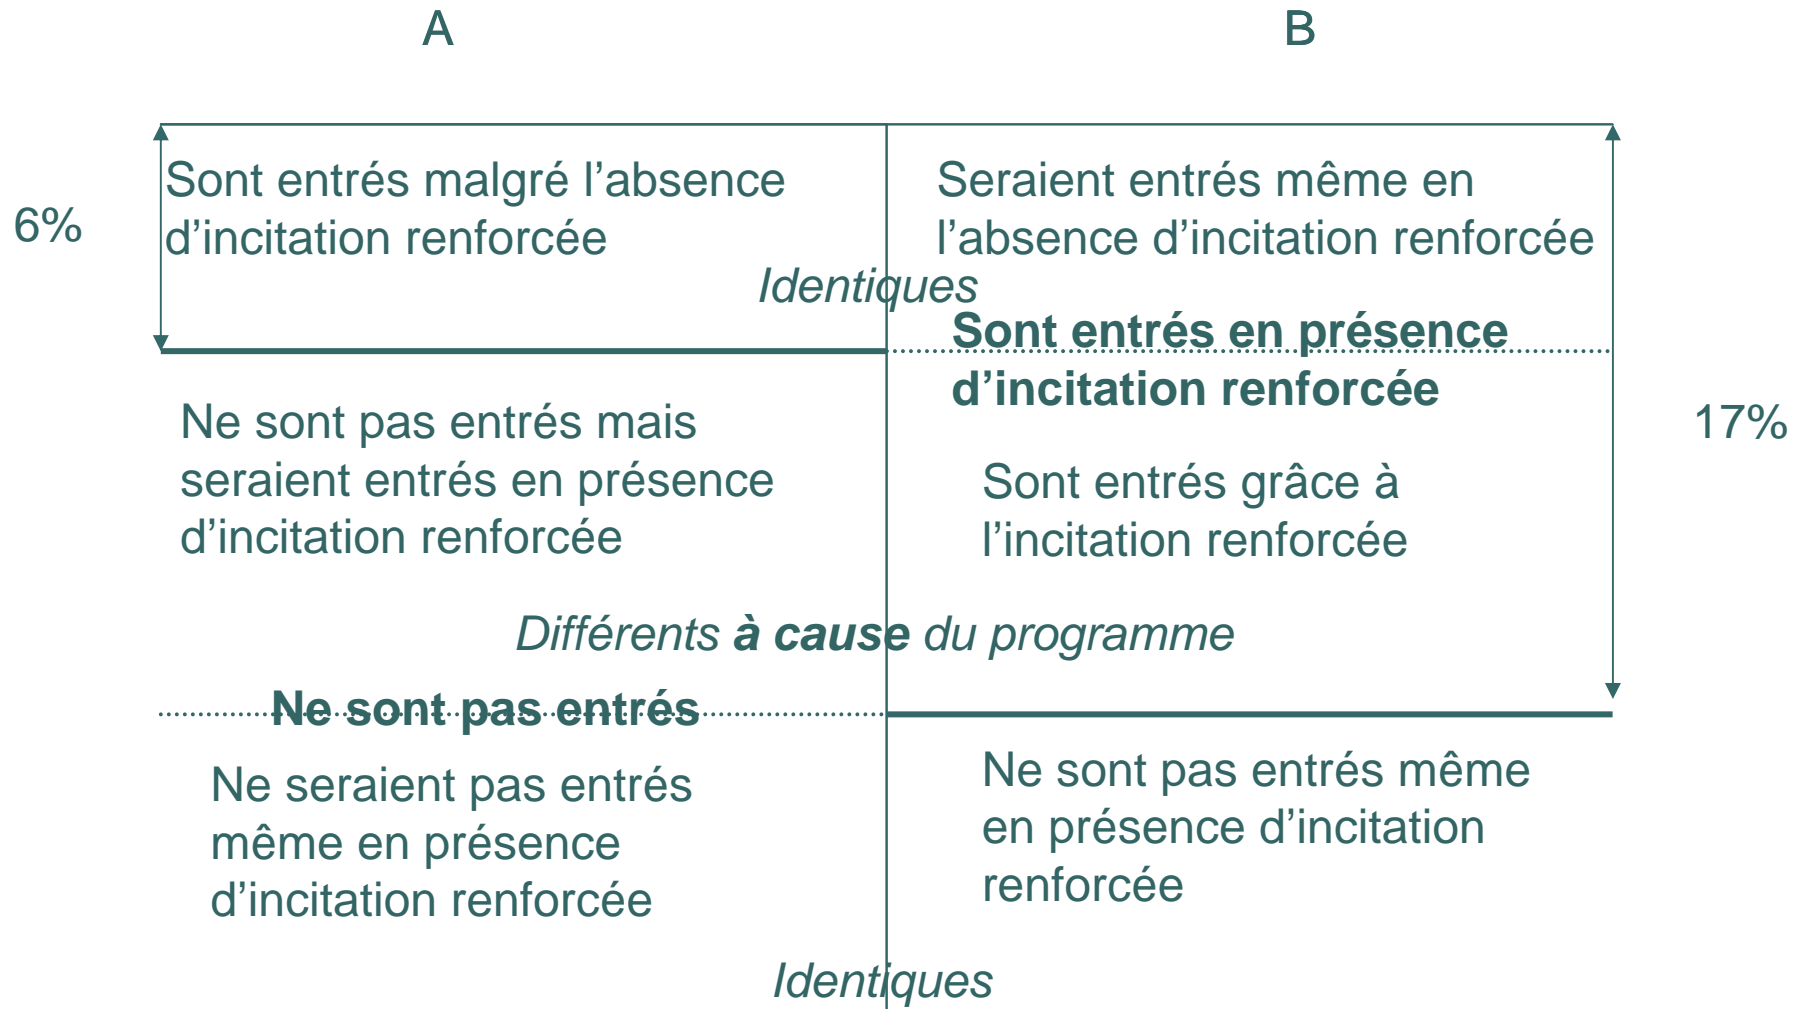 A
B
6%
Sont entrés malgré l’absence
d’incitation renforcée
Seraient entrés même en
l’absence d’incitation renforcée
Identiques
Sont entrés en présence
d’incitation renforcée
Ne sont pas entrés mais
seraient entrés en présence
d’incitation renforcée
Sont entrés grâce à
l’incitation renforcée
17%
Différents à cause du programme
Ne sont pas entrés
Ne seraient pas entrés
même en présence
d’incitation renforcée
Ne sont pas entrés même
en présence d’incitation
renforcée
Identiques